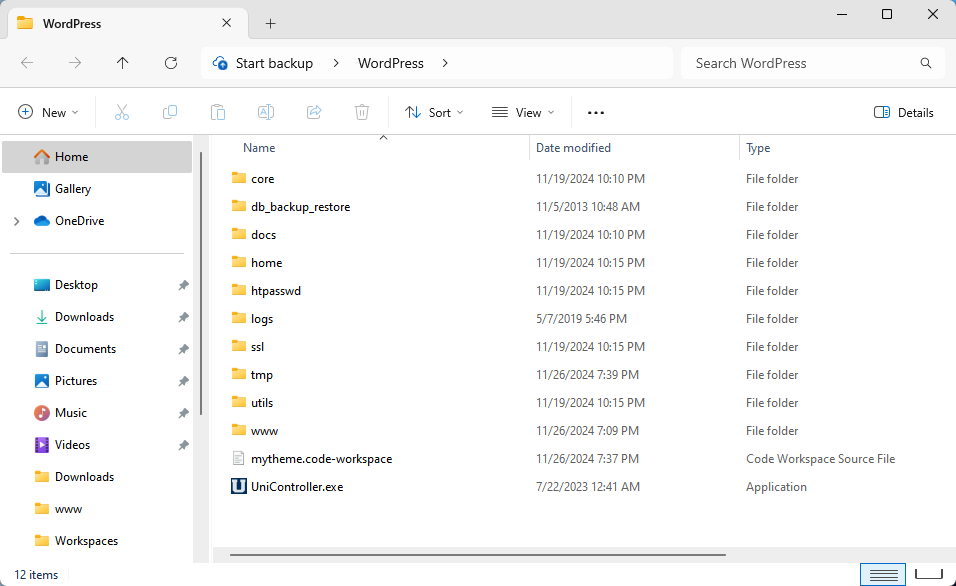 WordPress
Start backup > WordPress >
Search WordPress
New
Sort
View
Details
Home
Gallery
OneDrive
Desktop
Downloads
Documents
Pictures
Music
Videos
Downloads
www
Workspaces
Name Date modified Type
core 11/19/2024 10:10 PM File folder
db_backup_restore 11/5/2013 10:48 AM File folder
docs 11/19/2024 10:10 PM File folder
home 11/19/2024 10:15 PM File folder
htpasswd 11/19/2024 10:15 PM File folder
logs 5/7/2019 5:46 PM File folder
ssl 11/19/2024 10:15 PM File folder
tmp 11/26/2024 7:39 PM File folder
utils 11/19/2024 10:15 PM File folder
www 11/26/2024 7:09 PM File folder
mytheme.code-workspace 11/26/2024 7:37 PM Code Workspace Source File
UniController.exe 7/22/2023 12:41 AM Application
12 items